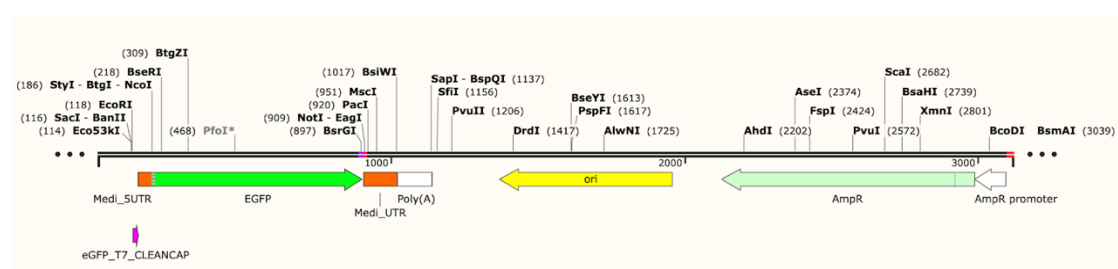 (309) BtgZI
(218) BseRI
(186) StyI - BtgI - NcoI
(118) EcoRI
(116) SacI - BanII
(114) Eco53kI
(468) PfoI*
(1017) BsiWI
(951) MscI
(920) PacI
(909) NotI - EagI
(897) BsrGI
SapI - BspQI (1137)
SfiI (1156)
PvuII (1206)
DrdI (1417)
BseYI (1613)
PspFI (1617)
AlwNI (1725)
AhdI (2202)
AseI (2374)
FspI (2424)
PvuI (2572)
ScaI (2682)
BsaHI (2739)
XmnI (2801)
BcoDI BsmAI (3039)
1000
2000
3000
Medi_5UTR
EGFP
Medi_UTR
Poly(A)
ori
AmpR
AmpR promoter
eGFP_T7_CLEANCAP